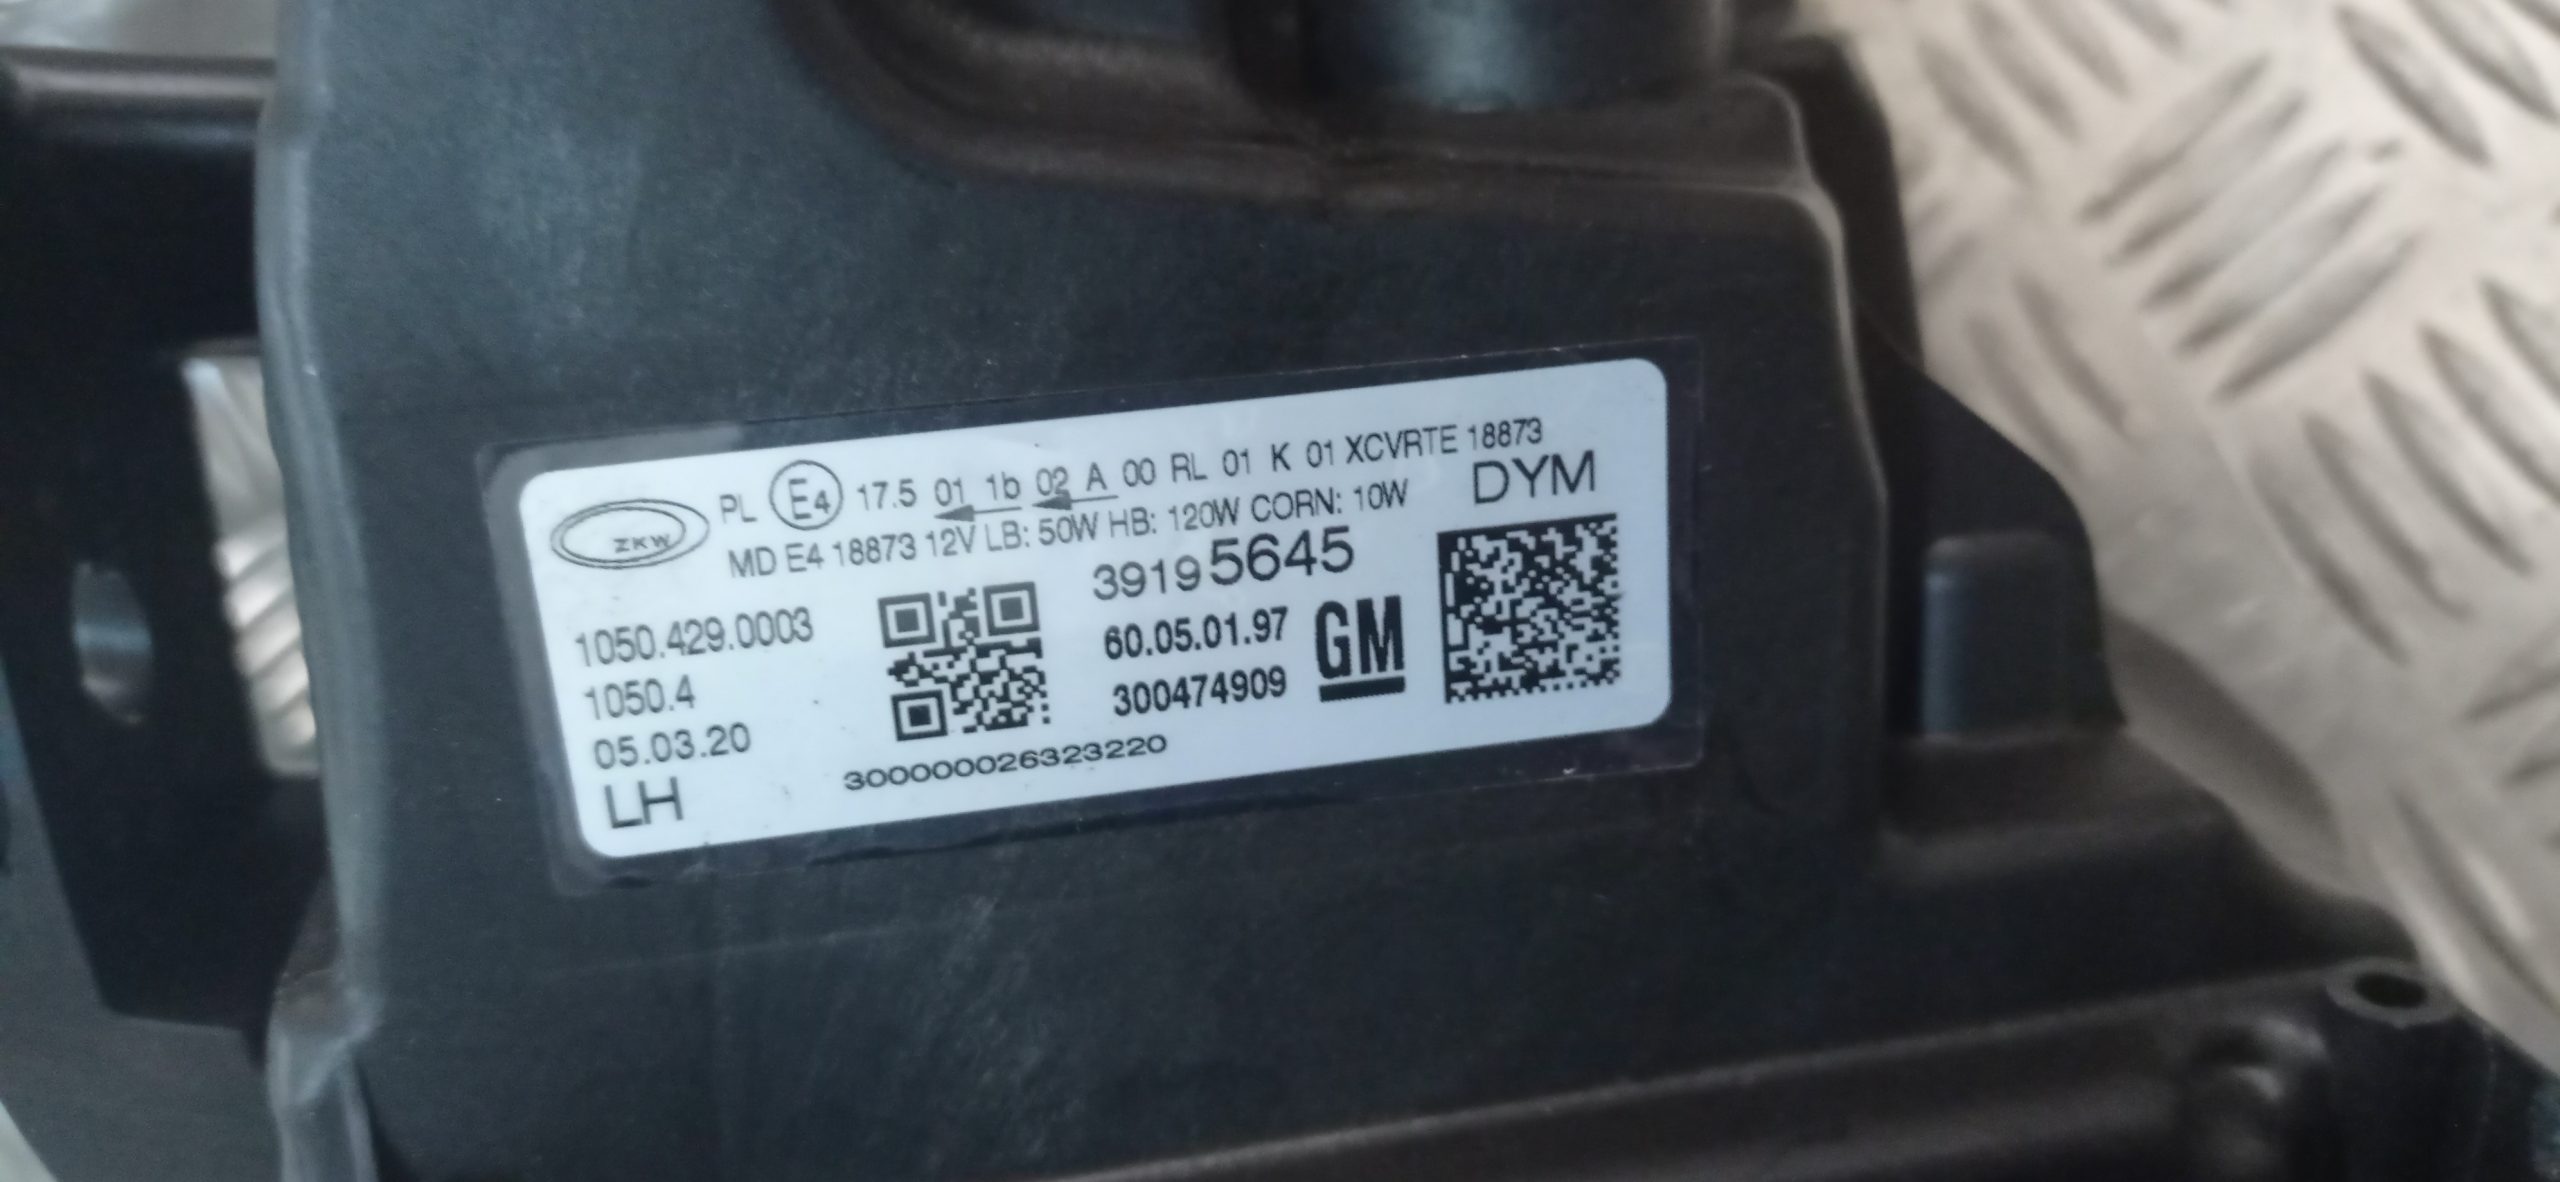 PL E4 17.5 01 1b 02 A 00 RL 01 K 01 XCVRTE 18873
ZKW MD E4 18873 12V LB: 50W HB: 120W CORN: 10W DYM
39195645
1050.429.0003 60.05.01.97
GM
1050.4 300474909
05.03.20
300000026323220
LH